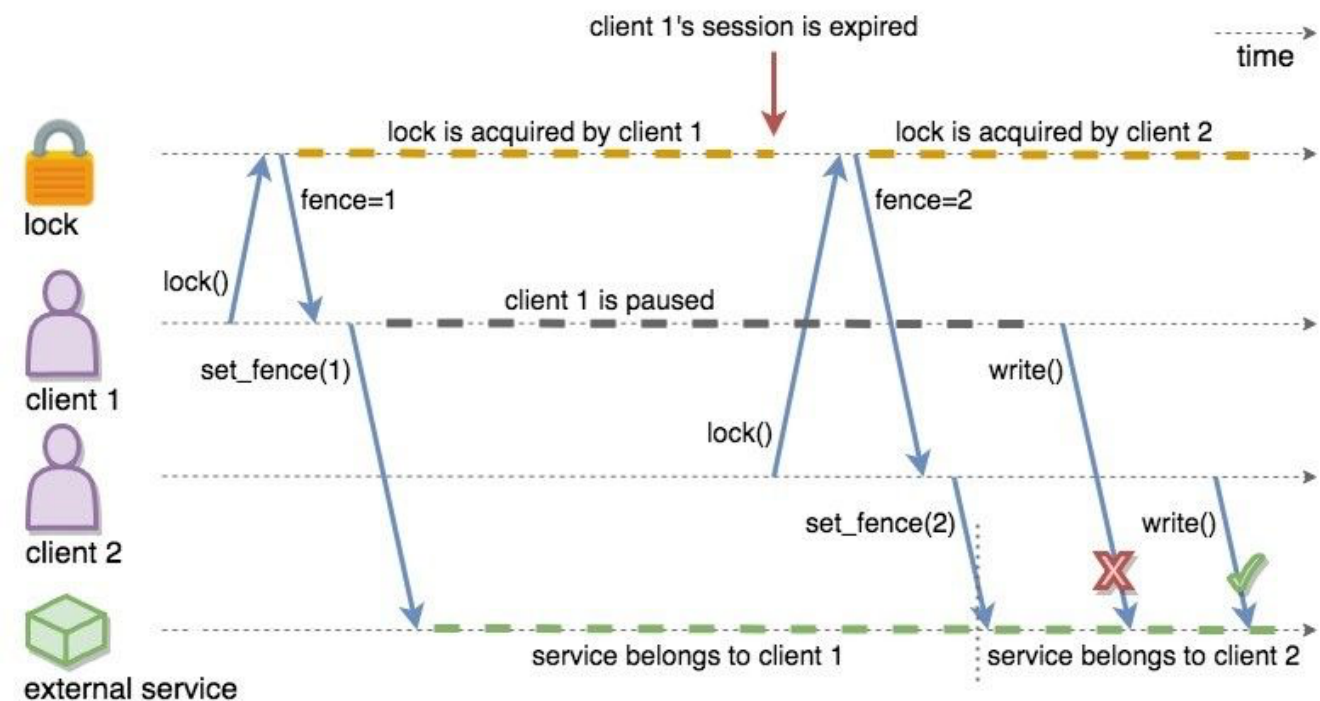 client 1's session is expired
time
lock is acquired by client 1
lock is acquired by client 2
fence=1
fence=2
lock
lock()
client 1 is paused
set_fence(1)
write()
client 1
lock()
set_fence(2)
write()
client 2
service belongs to client 1
service belongs to client 2
external service